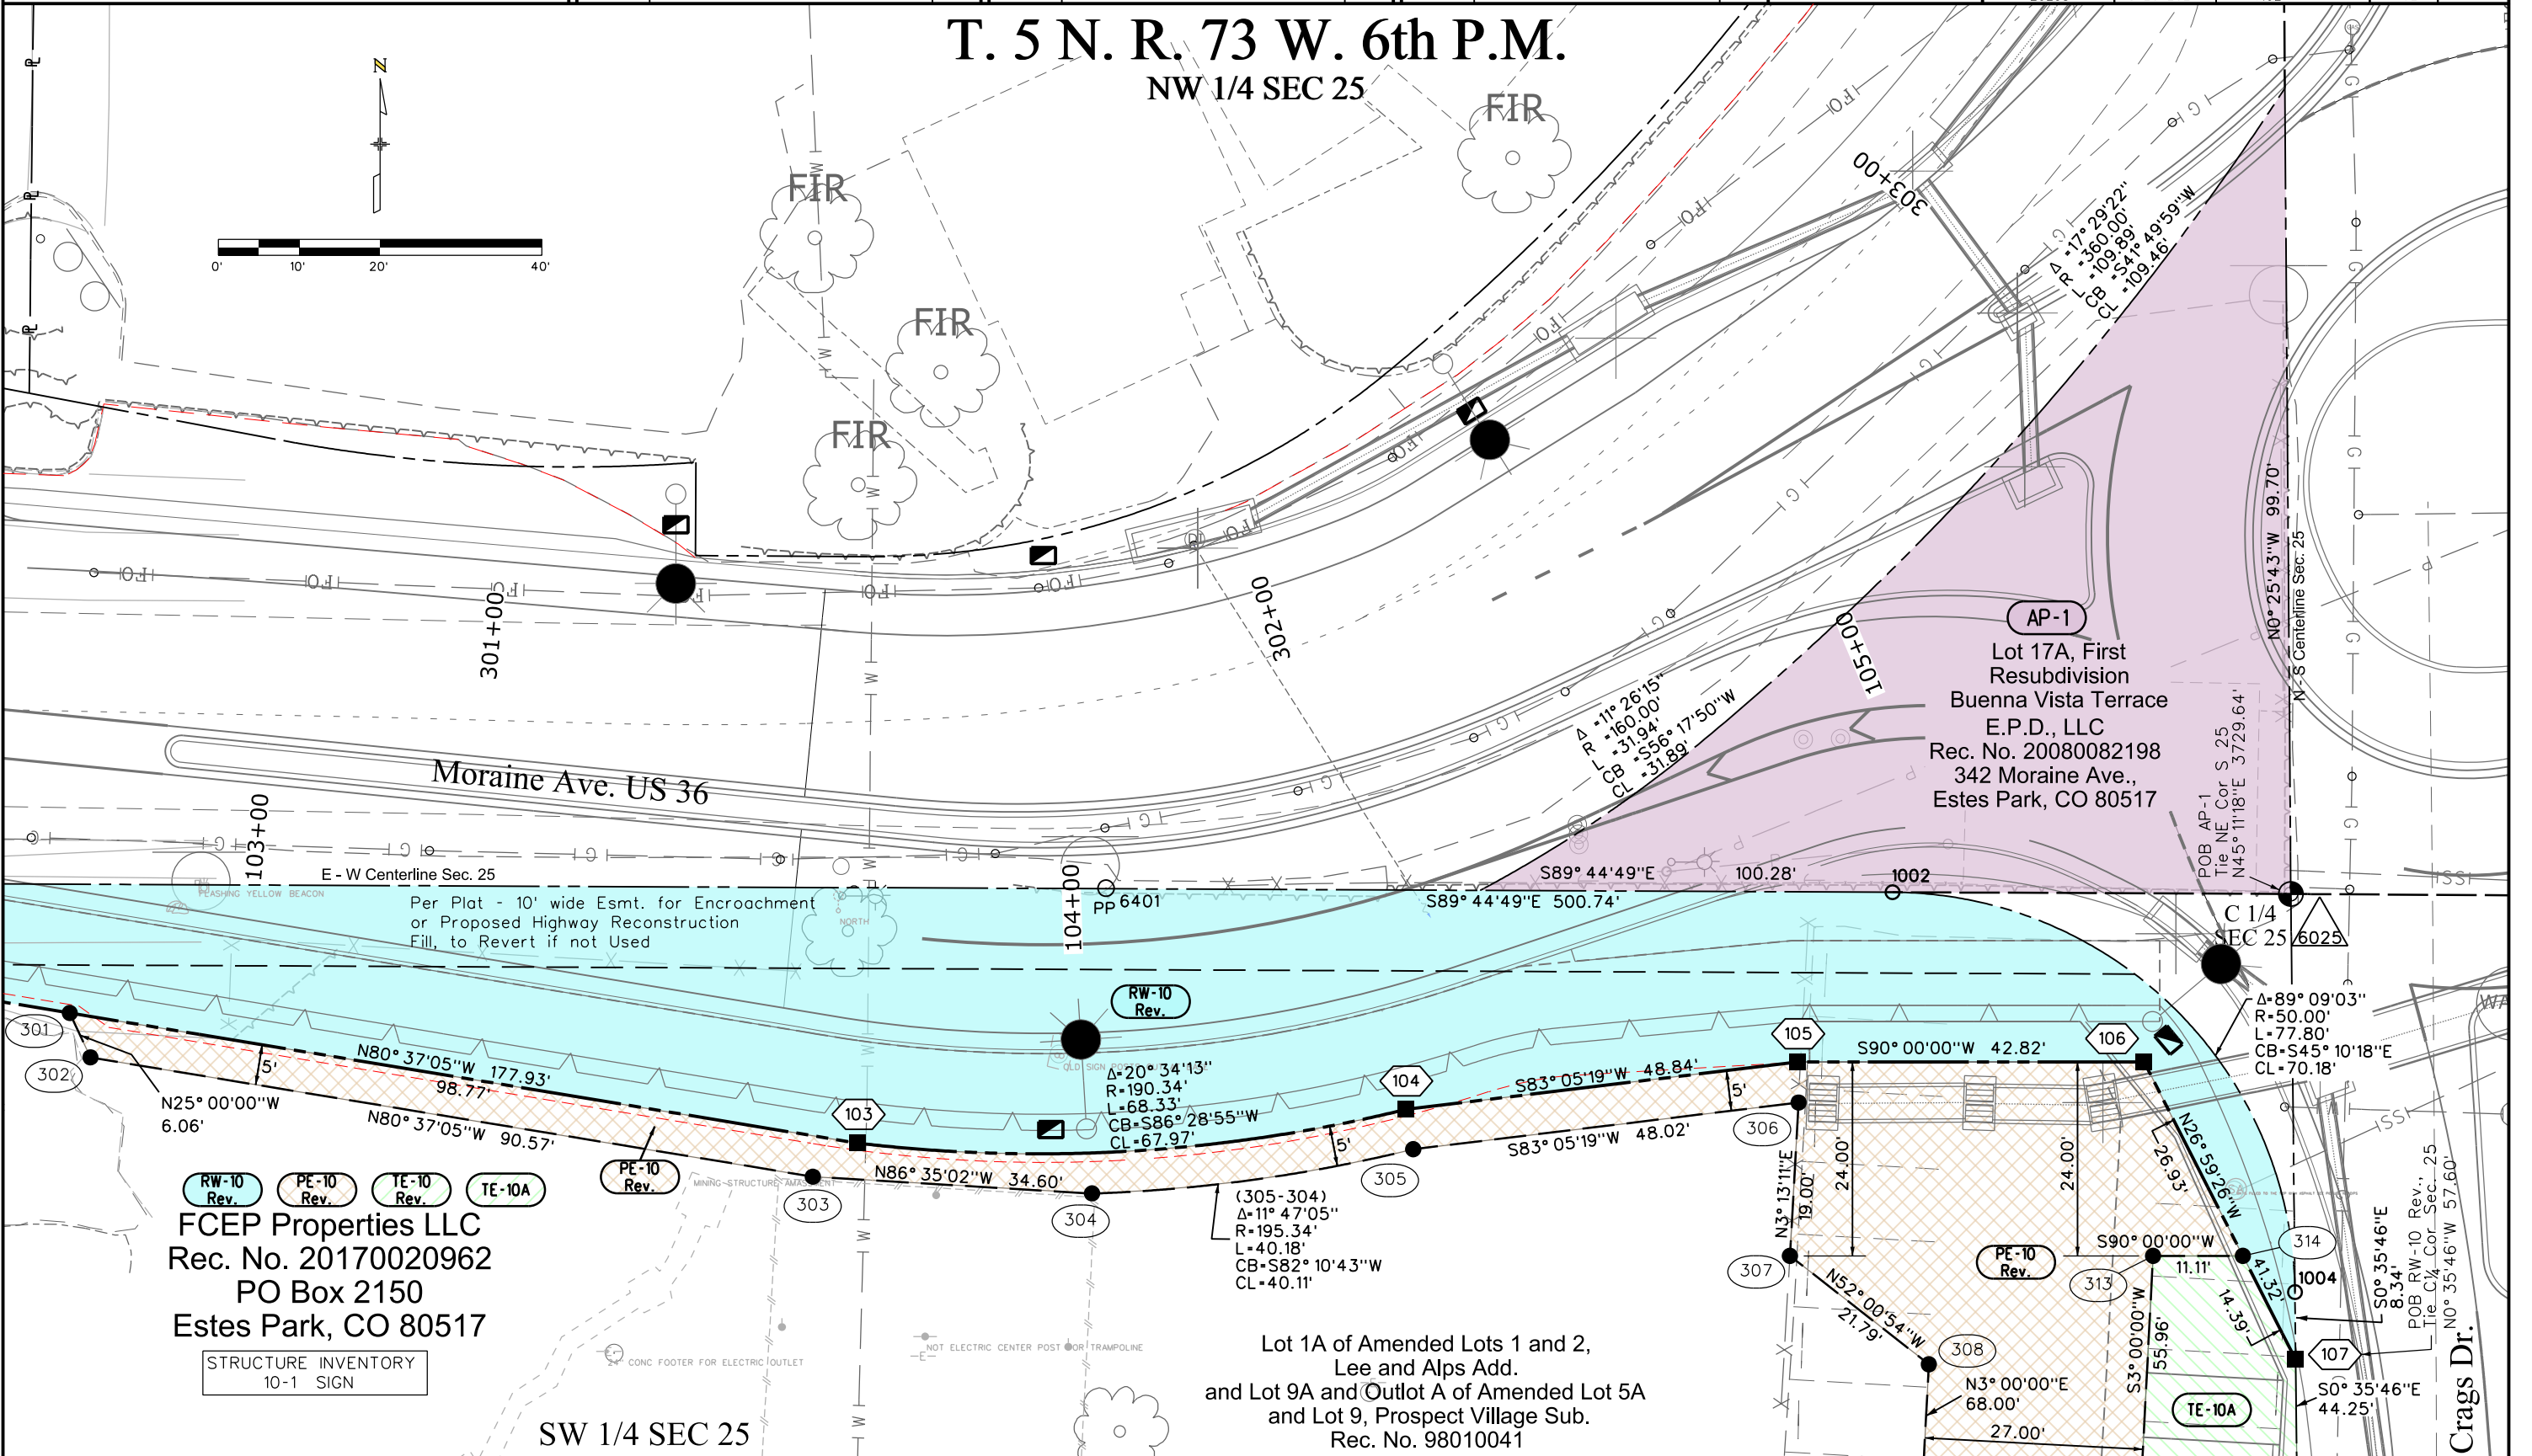 T. 5 N. R. 73 W. 6th P.M.
NW 1/4 SEC 25
N
0' 10' 20' 40'
FIR
FIR
FIR
FIR
303+00
Δ =17° 29'22"
R =360.00'
L =109.89'
CB =S41° 49'59"W
CL =109.46'
301+00
302+00
105+00
N0° 25'43"W 99.70'
N - S Centerline Sec. 25
AP-1
Lot 17A, First
Resubdivision
Buenna Vista Terrace
E.P.D., LLC
Rec. No. 20080082198
342 Moraine Ave.,
Estes Park, CO 80517
Δ =11° 26'15"
R =160.00'
L =31.94'
CB =S56° 17'50"W
CL =31.89'
POB AP-1
Tie NE Cor S 25
N45° 11'18"E 3729.64'
Moraine Ave. US 36
103+00
E - W Centerline Sec. 25
FLASHING YELLOW BEACON
Per Plat - 10' wide Esmt. for Encroachment
or Proposed Highway Reconstruction
Fill, to Revert if not Used
NORTH
104+00
PP 6401
S89° 44'49"E 100.28'
S89° 44'49"E 500.74'
1002
C 1/4
SEC 25
6025
RW-10
Rev.
301
302
N25° 00'00"W
6.06'
5'
N80° 37'05"W 177.93'
98.77'
N80° 37'05"W 90.57'
103
Δ=20° 34'13"
R=190.34'
L=68.33'
CB=S86° 28'55"W
CL=67.97'
104
S83° 05'19"W 48.84'
5'
105
S90° 00'00"W 42.82'
106
Δ=89° 09'03"
R=50.00'
L=77.80'
CB=S45° 10'18"E
CL=70.18'
PE-10
Rev.
303
N86° 35'02"W 34.60'
304
5'
305
S83° 05'19"W 48.02'
306
(305-304)
Δ=11° 47'05"
R=195.34'
L=40.18'
CB=S82° 10'43"W
CL=40.11'
N3° 13'11"E
19.00'
24.00'
24.00'
N26° 59'26"W
26.93'
41.32'
14.39'
307
N52° 00'54"W
21.79'
308
N3° 00'00"E
68.00'
27.00'
PE-10
Rev.
S90° 00'00"W
11.11'
313
314
1004
S3° 00'00"W
55.96'
TE-10A
107
S0° 35'46"E
8.34'
S0° 35'46"E
44.25'
POB RW-10 Rev.,
Tie C¼ Cor Sec. 25
N0° 35'46"W 57.60'
Crags Dr.
RW-10
Rev.
PE-10
Rev.
TE-10
Rev.
TE-10A
FCEP Properties LLC
Rec. No. 20170020962
PO Box 2150
Estes Park, CO 80517
STRUCTURE INVENTORY
10-1 SIGN
24" CONC FOOTER FOR ELECTRIC OUTLET
NOT ELECTRIC CENTER POST FOR TRAMPOLINE
SW 1/4 SEC 25
Lot 1A of Amended Lots 1 and 2,
Lee and Alps Add.
and Lot 9A and Outlot A of Amended Lot 5A
and Lot 9, Prospect Village Sub.
Rec. No. 98010041